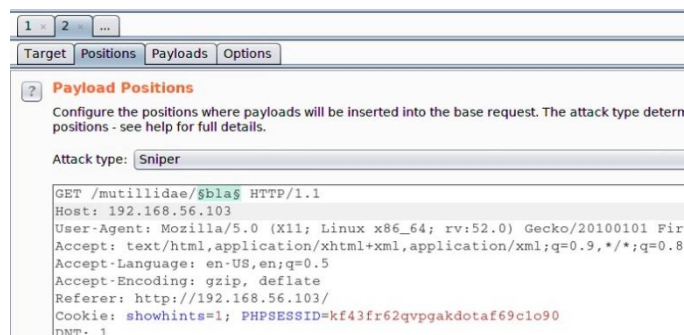 1 × 2 × ...
Target Positions Payloads Options
? Payload Positions
Configure the positions where payloads will be inserted into the base request. The attack type
positions - see help for full details.
Attack type: Sniper
GET /mutillidae/§bla§ HTTP/1.1
Host: 192.168.56.103
User-Agent: Mozilla/5.0 (X11; Linux x86_64; rv:52.0) Gecko/20100101
Accept: text/html,application/xhtml+xml,application/xml;q=0.9,*/*;q=0.8
Accept-Language: en-US,en;q=0.5
Accept-Encoding: gzip, deflate
Referer: http://192.168.56.103/
Cookie: showhints=1; PHPSESSID=kf43fr62qvpgakdotaf69c1o90
DNT: 1